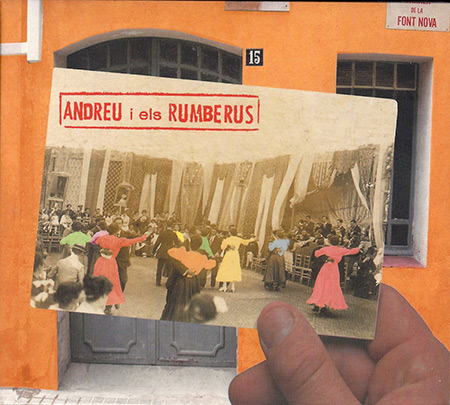 DE LA
FONT NOVA
15
ANDREU i els RUMBERUS